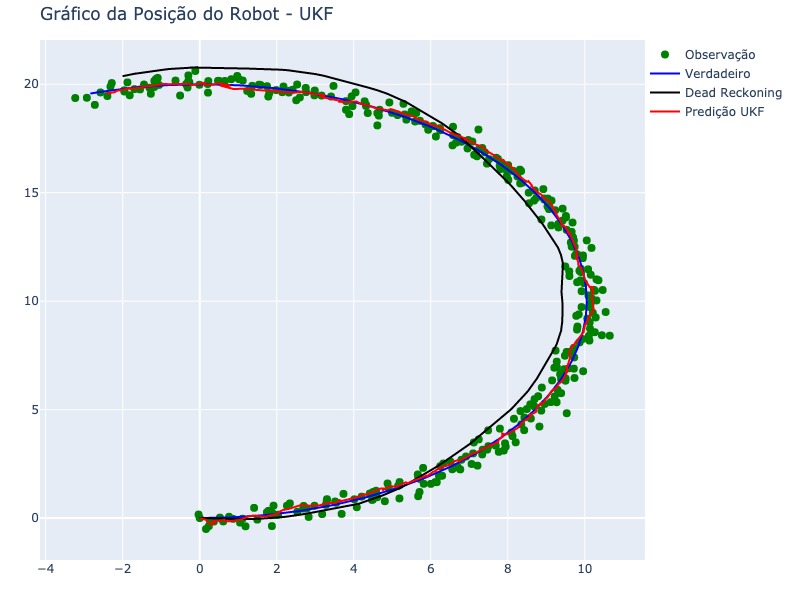 Gráfico da Posição do Robot - UKF
Observação
Verdadeiro
Dead Reckoning
Predição UKF
20
15
10
5
0
−4
−2
0
2
4
6
8
10